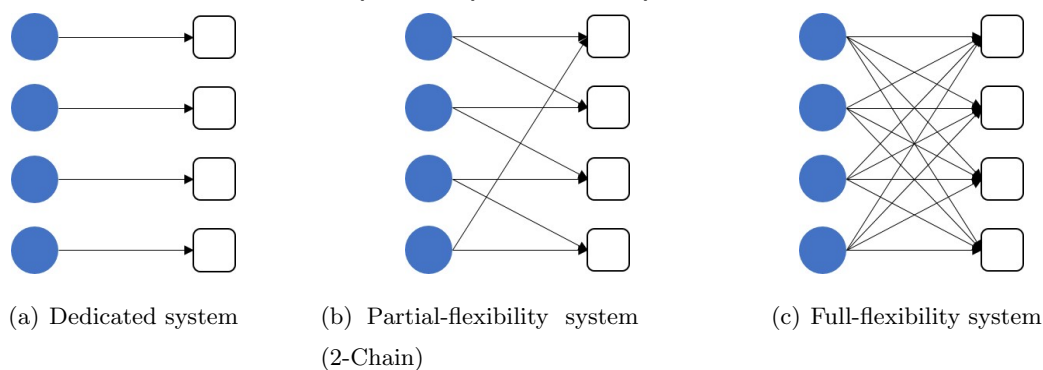 (a) Dedicated system
(b) Partial-flexibility system
(2-Chain)
(c) Full-flexibility system